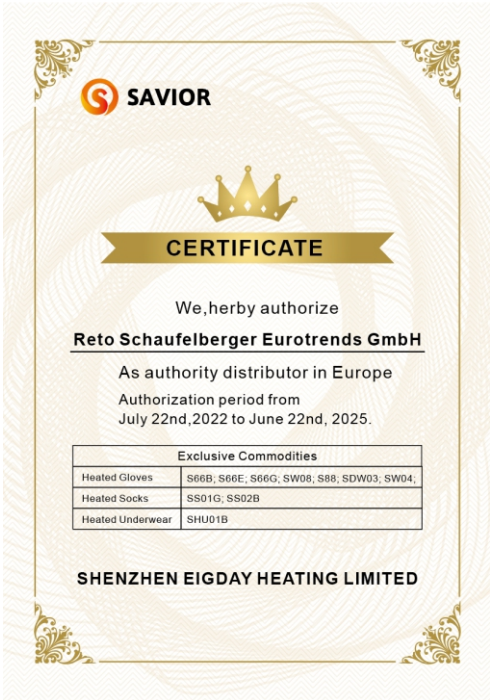 SAVIOR
CERTIFICATE
We,herby authorize
Reto Schaufelberger Eurotrends GmbH
As authority distributor in Europe
Authorization period from
July 22nd,2022 to June 22nd, 2025.
Exclusive Commodities
Heated Gloves S66B; S66E; S66G; SW08; S88; SDW03; SW04;
Heated Socks SS01G; SS02B
Heated Underwear SHU01B
SHENZHEN EIGDAY HEATING LIMITED